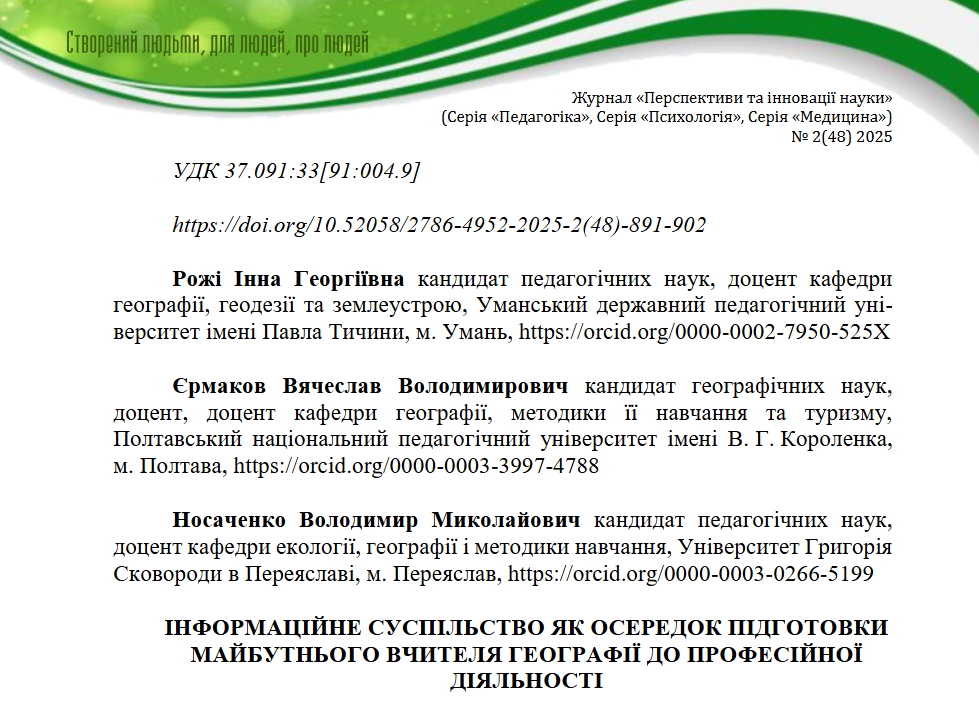 Створений людьми, для людей, про людей
Журнал «Перспективи та інновації науки»
(Серія «Педагогіка», Серія «Психологія», Серія «Медицина»)
№ 2(48) 2025
УДК 37.091:33[91:004.9]
https://doi.org/10.52058/2786-4952-2025-2(48)-891-902
Рожі Інна Георгіївна кандидат педагогічних наук, доцент кафедри
географії, геодезії та землеустрою, Уманський державний педагогічний уні-
верситет імені Павла Тичини, м. Умань, https://orcid.org/0000-0002-7950-525X
Єрмаков Вячеслав Володимирович кандидат географічних наук,
доцент, доцент кафедри географії, методики її навчання та туризму,
Полтавський національний педагогічний університет імені В. Г. Короленка,
м. Полтава, https://orcid.org/0000-0003-3997-4788
Носаченко Володимир Миколайович кандидат педагогічних наук,
доцент кафедри екології, географії і методики навчання, Університет Григорія
Сковороди в Переяславі, м. Переяслав, https://orcid.org/0000-0003-0266-5199
ІНФОРМАЦІЙНЕ СУСПІЛЬСТВО ЯК ОСЕРЕДОК ПІДГОТОВКИ
МАЙБУТНЬОГО ВЧИТЕЛЯ ГЕОГРАФІЇ ДО ПРОФЕСІЙНОЇ
ДІЯЛЬНОСТІ